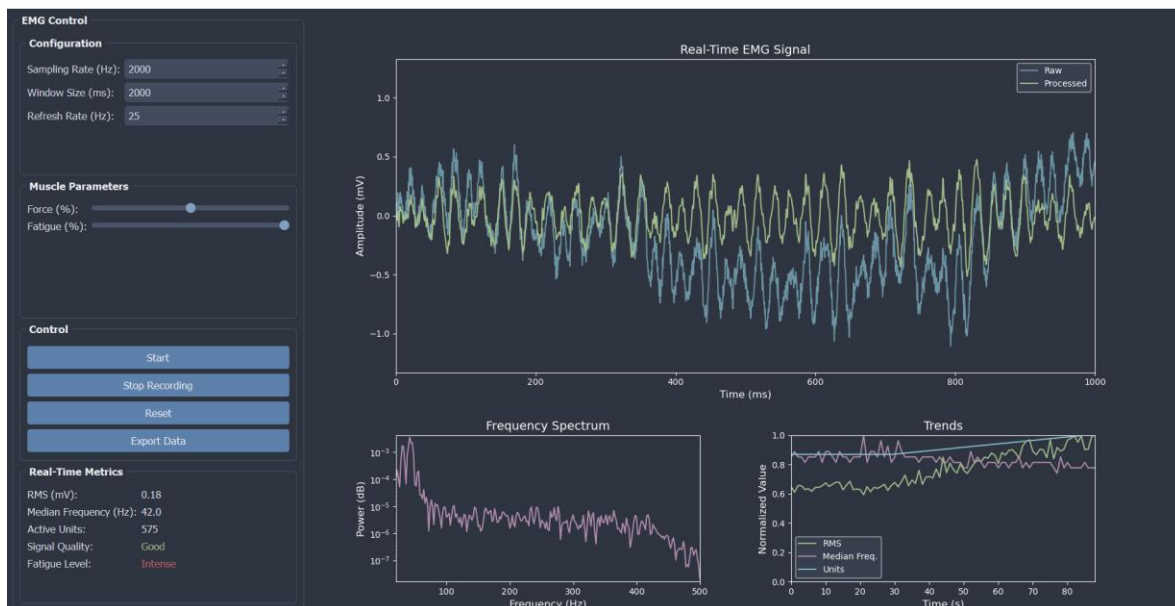 EMG Control
Configuration
Sampling Rate (Hz): 2000
Window Size (ms): 2000
Refresh Rate (Hz): 25
Muscle Parameters
Force (%):
Fatigue (%):
Control
Start
Stop Recording
Reset
Export Data
Real-Time Metrics
RMS (mV): 0.18
Median Frequency (Hz): 42.0
Active Units: 575
Signal Quality: Good
Fatigue Level: Intense
Real-Time EMG Signal
Raw
Processed
1.0
0.5
0.0
−0.5
−1.0
Amplitude (mV)
0 200 400 600 800 1000
Time (ms)
Frequency Spectrum
10⁻³
10⁻⁴
10⁻⁵
10⁻⁶
10⁻⁷
Power (dB)
100 200 300 400 500
Frequency (Hz)
Trends
1.0
0.8
0.6
0.4
0.2
0.0
Normalized Value
RMS
Median Freq.
Units
0 10 20 30 40 50 60 70 80
Time (s)